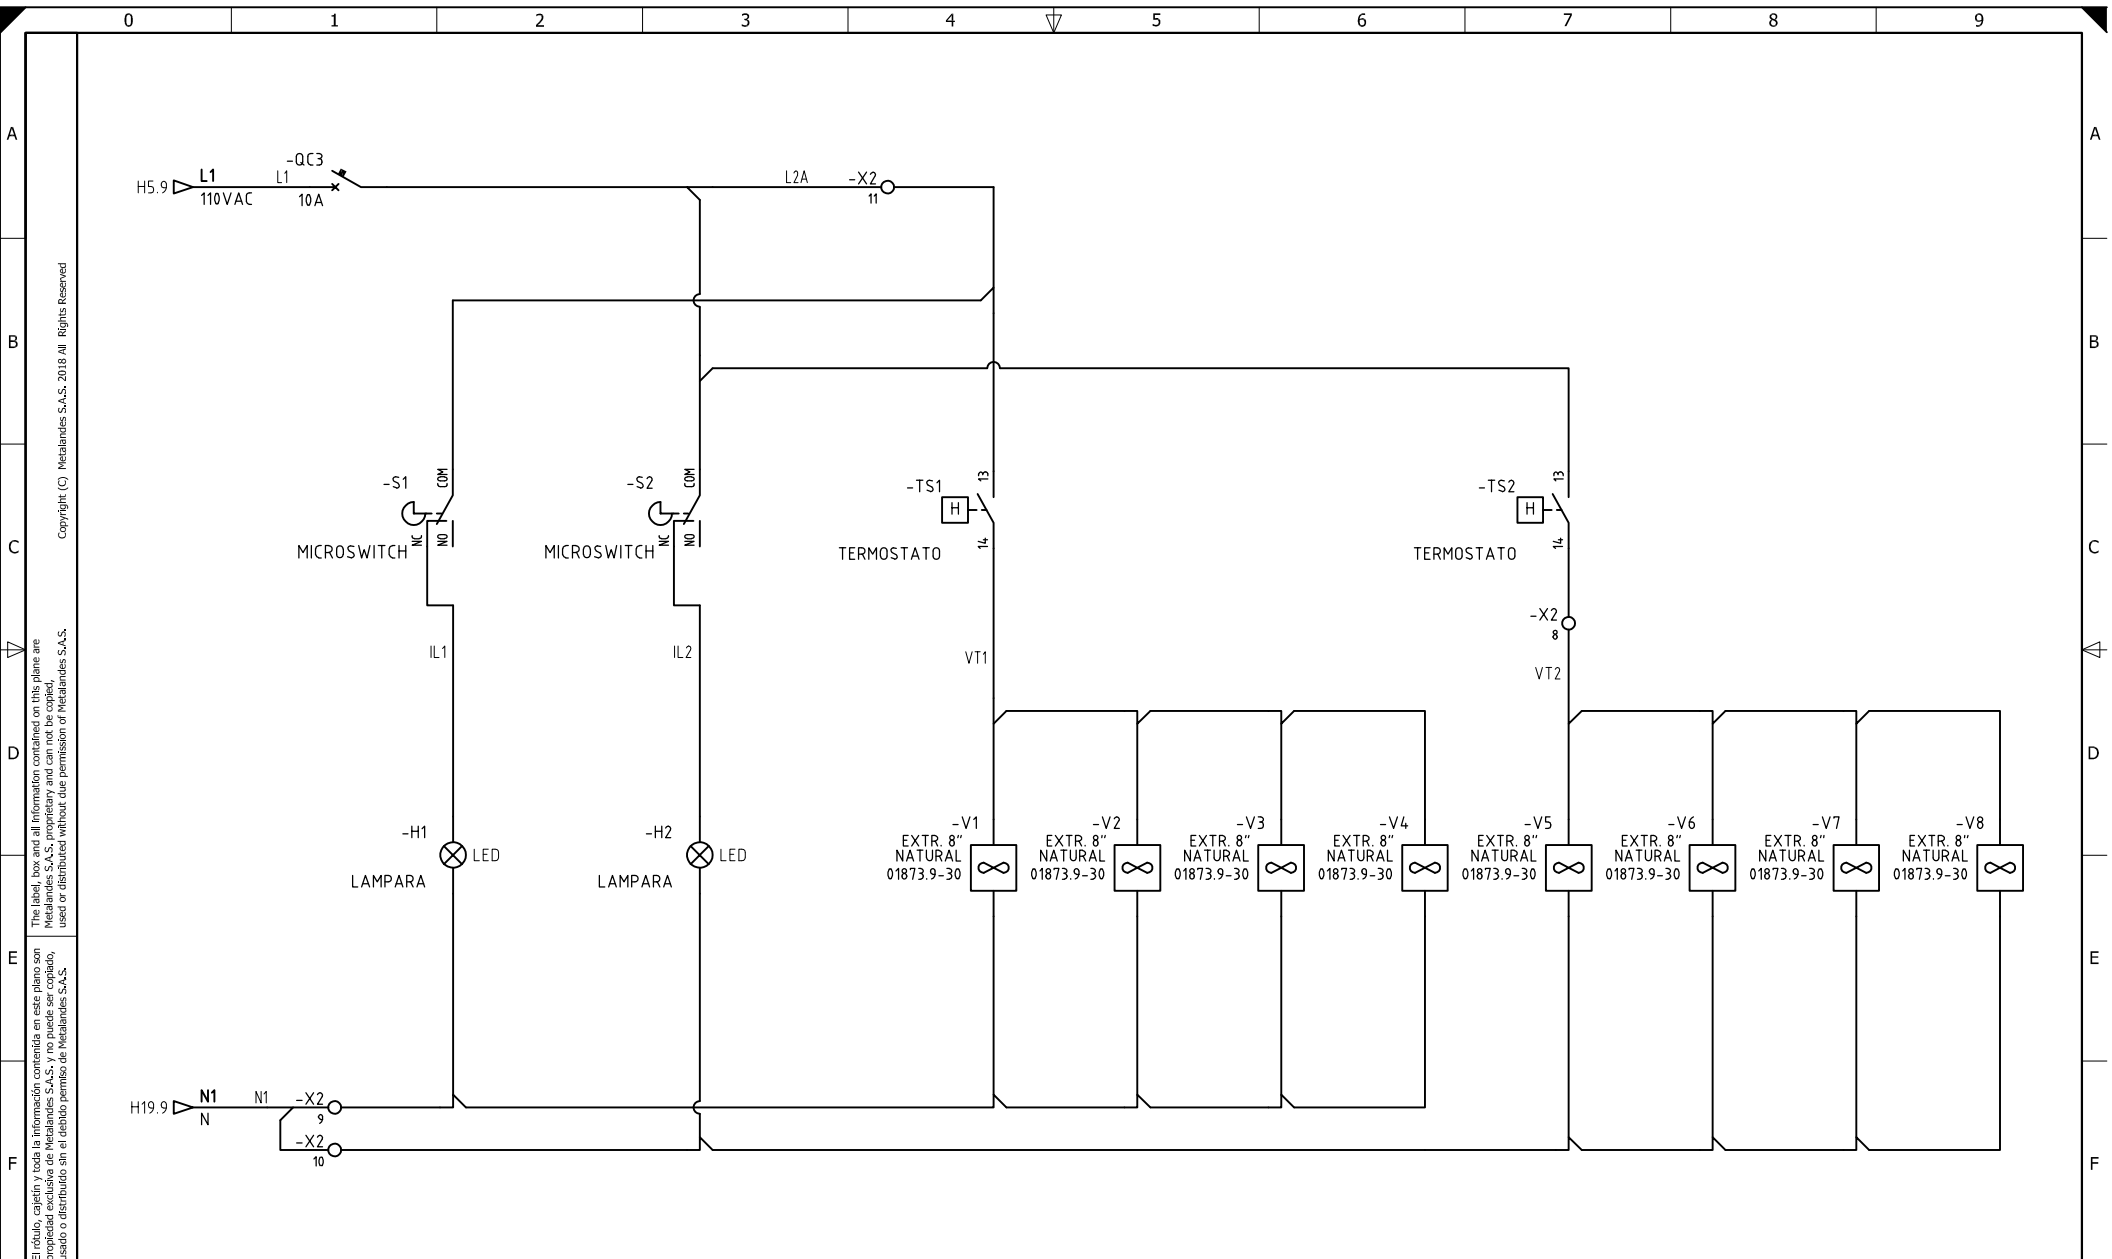 0 1 2 3 4 5 6 7 8 9
A A
-QC3
H5.9 L1 L1 L2A -X2
110VAC 10A 11
B B
-S1 COM -S2 COM -TS1 13 -TS2 13
H H
NC NO NC NO 14 14
C C
MICROSWITCH MICROSWITCH TERMOSTATO TERMOSTATO
-X2
8
IL1 IL2 VT1 VT2
D D
-H1 -H2 -V1 -V2 -V3 -V4 -V5 -V6 -V7 -V8
EXTR. 8" EXTR. 8" EXTR. 8" EXTR. 8" EXTR. 8" EXTR. 8" EXTR. 8" EXTR. 8"
LED LED NATURAL NATURAL NATURAL NATURAL NATURAL NATURAL NATURAL NATURAL
01873.9-30 01873.9-30 01873.9-30 01873.9-30 01873.9-30 01873.9-30 01873.9-30 01873.9-30
LAMPARA LAMPARA
E E
H19.9 N1 N1 -X2
N 9
-X2
10
F F
Copyright (C) Metalandes S.A.S. 2018 All Rights Reserved
The label, box and all information contained on this plane are
Metalandes S.A.S. proprietary and can not be copied,
used or distributed without due permission of Metalandes S.A.S.
El rótulo, cajetín y toda la información contenida en este plano son
propiedad exclusiva de Metalandes S.A.S. y no puede ser copiado,
usado o distribuido sin el debido permiso de Metalandes S.A.S.